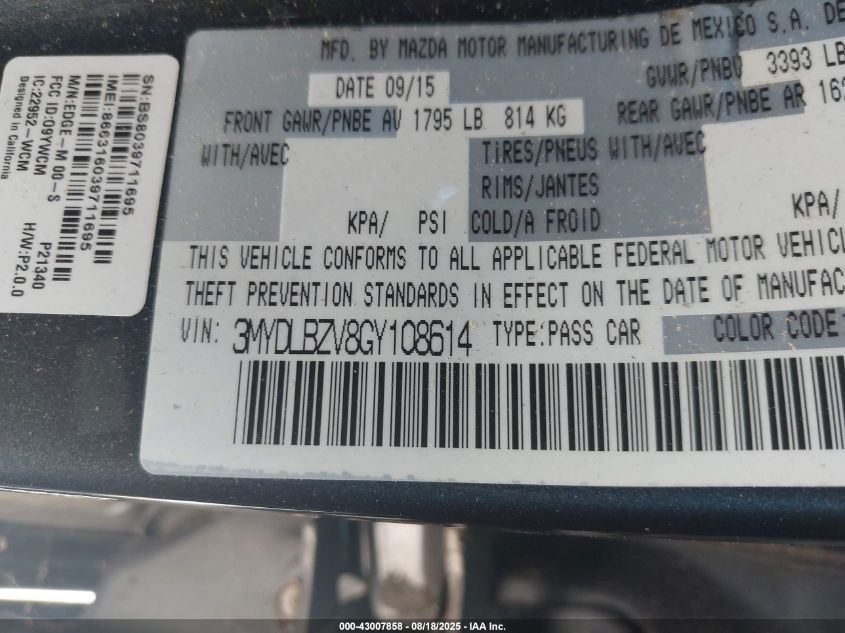 SN:BS8039711695
IMEI:866316039711695
M/N:EDGE-M 00-S P21340
FCC ID:O9YWCM
IC:22952-WCM H/W:P2.0.0
Designed in California
MFD. BY MAZDA MOTOR MANUFACTURING DE MEXICO S.A. DE
DATE 09/15 GVWR/PNBV 3393 LB
FRONT GAWR/PNBE AV 1795 LB 814 KG REAR GAWR/PNBE AR
WITH/AVEC TIRES/PNEUS WITH/AVEC
RIMS/JANTES
KPA/ PSI COLD/A FROID KPA/
THIS VEHICLE CONFORMS TO ALL APPLICABLE FEDERAL MOTOR
THEFT PREVENTION STANDARDS IN EFFECT ON THE DATE OF
VIN: 3MYDLBZV8GY108614 TYPE:PASS CAR COLOR CODE
000-43007858 - 08/18/2025 - IAA Inc.